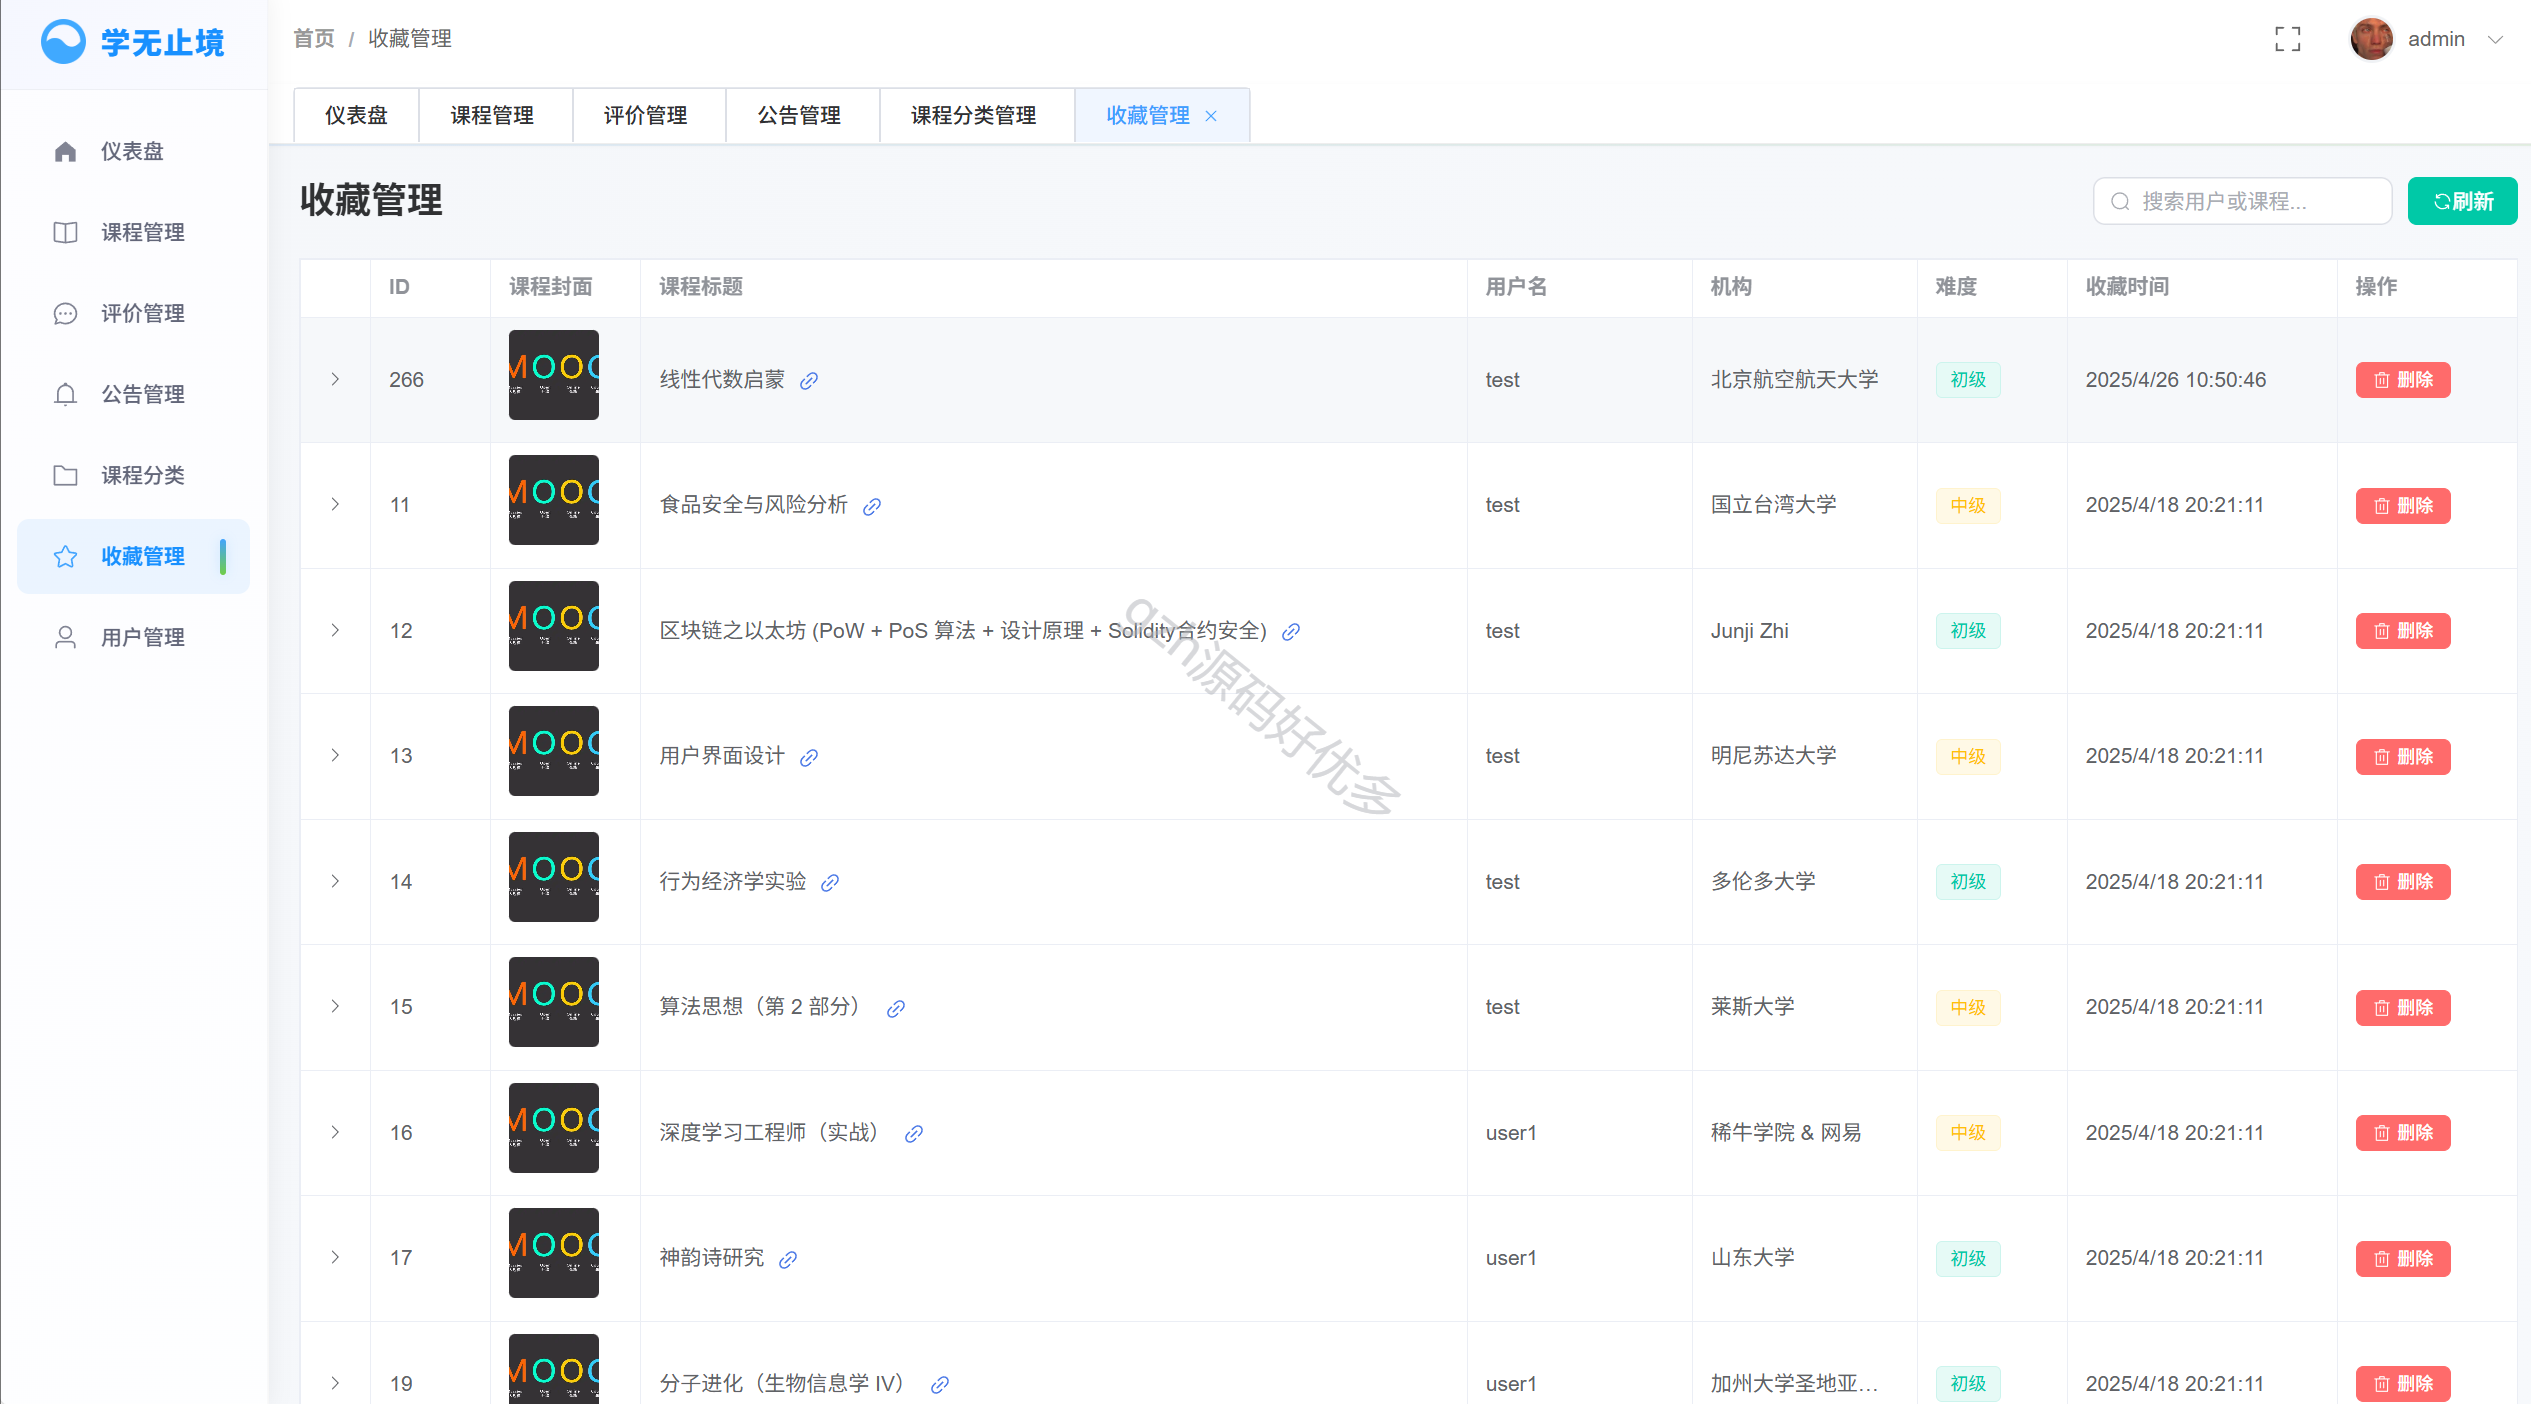 学无止境
首页 / 收藏管理
admin
仪表盘
课程管理
评价管理
公告管理
课程分类管理
收藏管理
仪表盘
课程管理
评价管理
公告管理
课程分类
收藏管理
用户管理
收藏管理
搜索用户或课程...
刷新
ID 课程封面 课程标题 用户名 机构 难度 收藏时间 操作
266 MOOC 线性代数启蒙 test 北京航空航天大学 初级 2025/4/26 10:50:46 删除
11 MOOC 食品安全与风险分析 test 国立台湾大学 中级 2025/4/18 20:21:11 删除
12 MOOC 区块链之以太坊 (PoW + PoS 算法 + 设计原理 + Solidity合约安全) test Junji Zhi 初级 2025/4/18 20:21:11 删除
13 MOOC 用户界面设计 test 明尼苏达大学 中级 2025/4/18 20:21:11 删除
14 MOOC 行为经济学实验 test 多伦多大学 初级 2025/4/18 20:21:11 删除
15 MOOC 算法思想（第 2 部分） test 莱斯大学 中级 2025/4/18 20:21:11 删除
16 MOOC 深度学习工程师（实战） user1 稀牛学院 & 网易 中级 2025/4/18 20:21:11 删除
17 MOOC 神韵诗研究 user1 山东大学 初级 2025/4/18 20:21:11 删除
19 MOOC 分子进化（生物信息学 IV） user1 加州大学圣地亚… 初级 2025/4/18 20:21:11 删除
qzh源码好优多